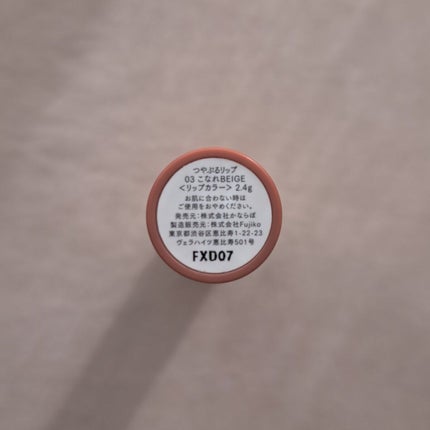 つやぷるリップ
03 こなれBEIGE
<リップカラー> 2.4g
お肌に合わない時は
ご使用をおやめください。
発売元:株式会社かならぼ
製造販売元:株式会社Fujiko
東京都渋谷区恵比寿1-22-23
ヴェラハイツ恵比寿501号
FXD07